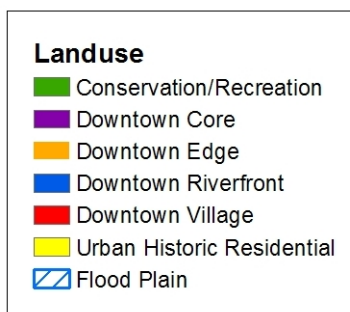 Landuse
Conservation/Recreation
Downtown Core
Downtown Edge
Downtown Riverfront
Downtown Village
Urban Historic Residential
Flood Plain